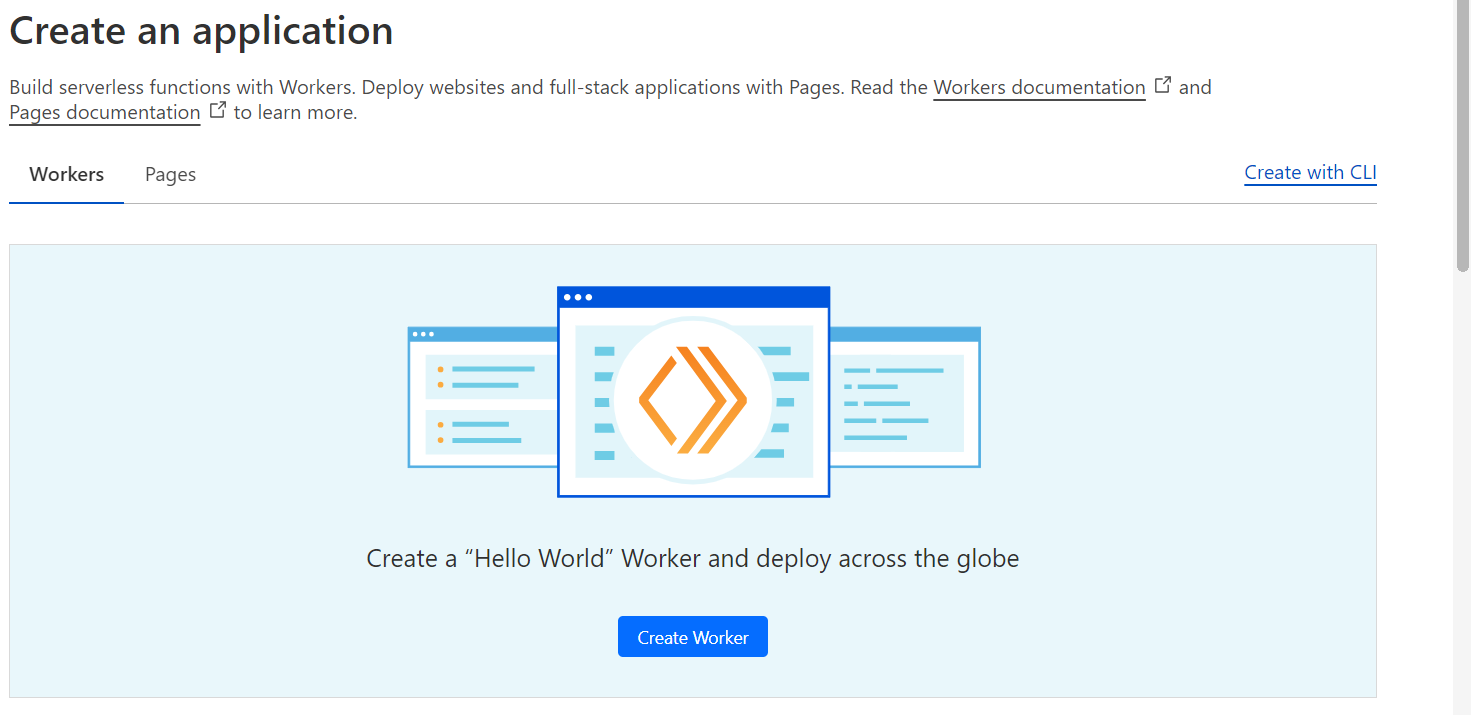 Create an application
Build serverless functions with Workers. Deploy websites and full-stack applications with Pages. Read the Workers documentation and
Pages documentation to learn more.
Workers Pages Create with CLI
Create a “Hello World” Worker and deploy across the globe
Create Worker